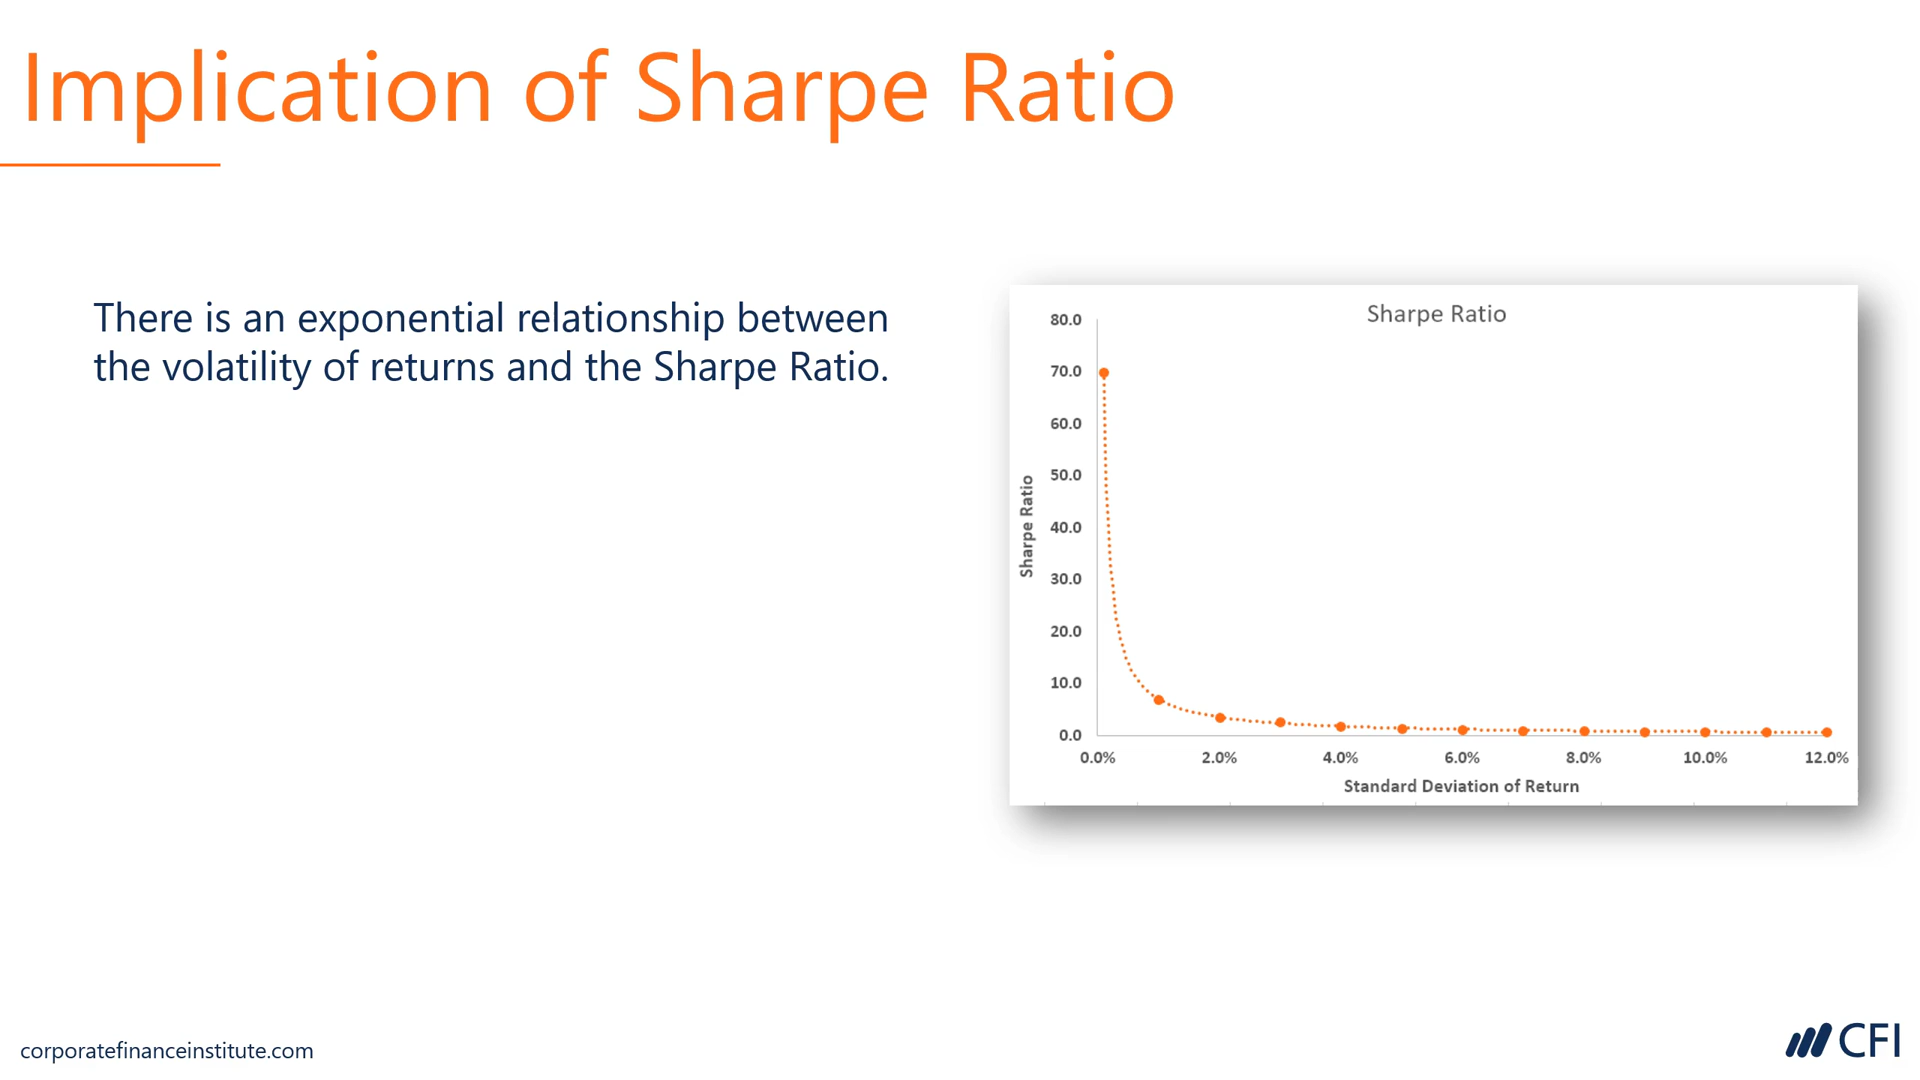 Implication of Sharpe Ratio
There is an exponential relationship between
the volatility of returns and the Sharpe Ratio.
Sharpe Ratio
80.0
70.0
60.0
50.0
40.0
30.0
20.0
10.0
0.0
Sharpe Ratio
0.0% 2.0% 4.0% 6.0% 8.0% 10.0% 12.0%
Standard Deviation of Return
corporatefinanceinstitute.com
CFI